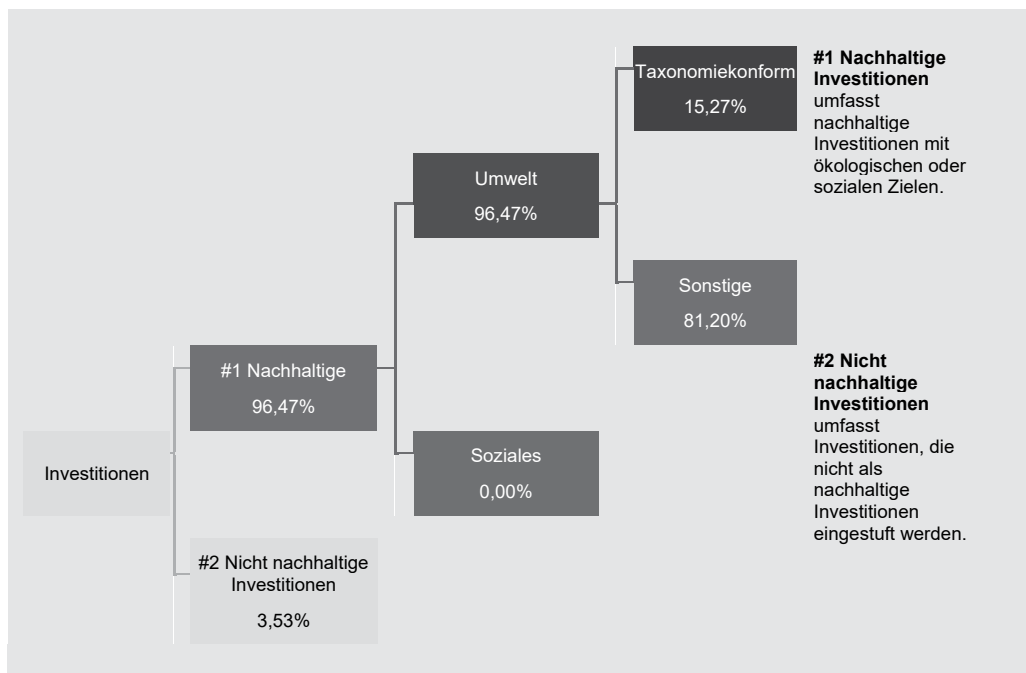 Taxonomiekonform
15,27%
#1 Nachhaltige
Investitionen
umfasst
nachhaltige
Investitionen mit
ökologischen oder
sozialen Zielen.
Umwelt
96,47%
Sonstige
81,20%
#1 Nachhaltige
96,47%
#2 Nicht
nachhaltige
Investitionen
umfasst
Investitionen, die
nicht als
nachhaltige
Investitionen
eingestuft werden.
Investitionen
Soziales
0,00%
#2 Nicht nachhaltige
Investitionen
3,53%